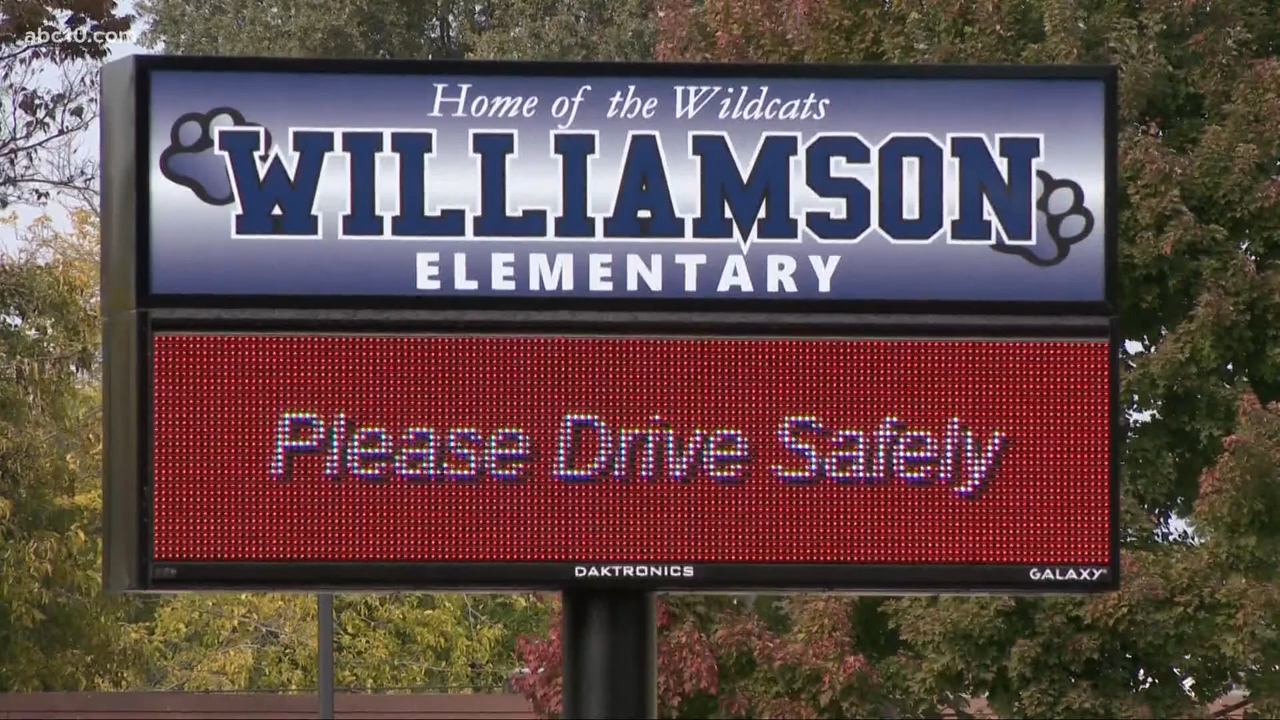 abc10.com
Home of the Wildcats
WILLIAMSON
ELEMENTARY
Please Drive Safely
DAKTRONICS
GALAXY